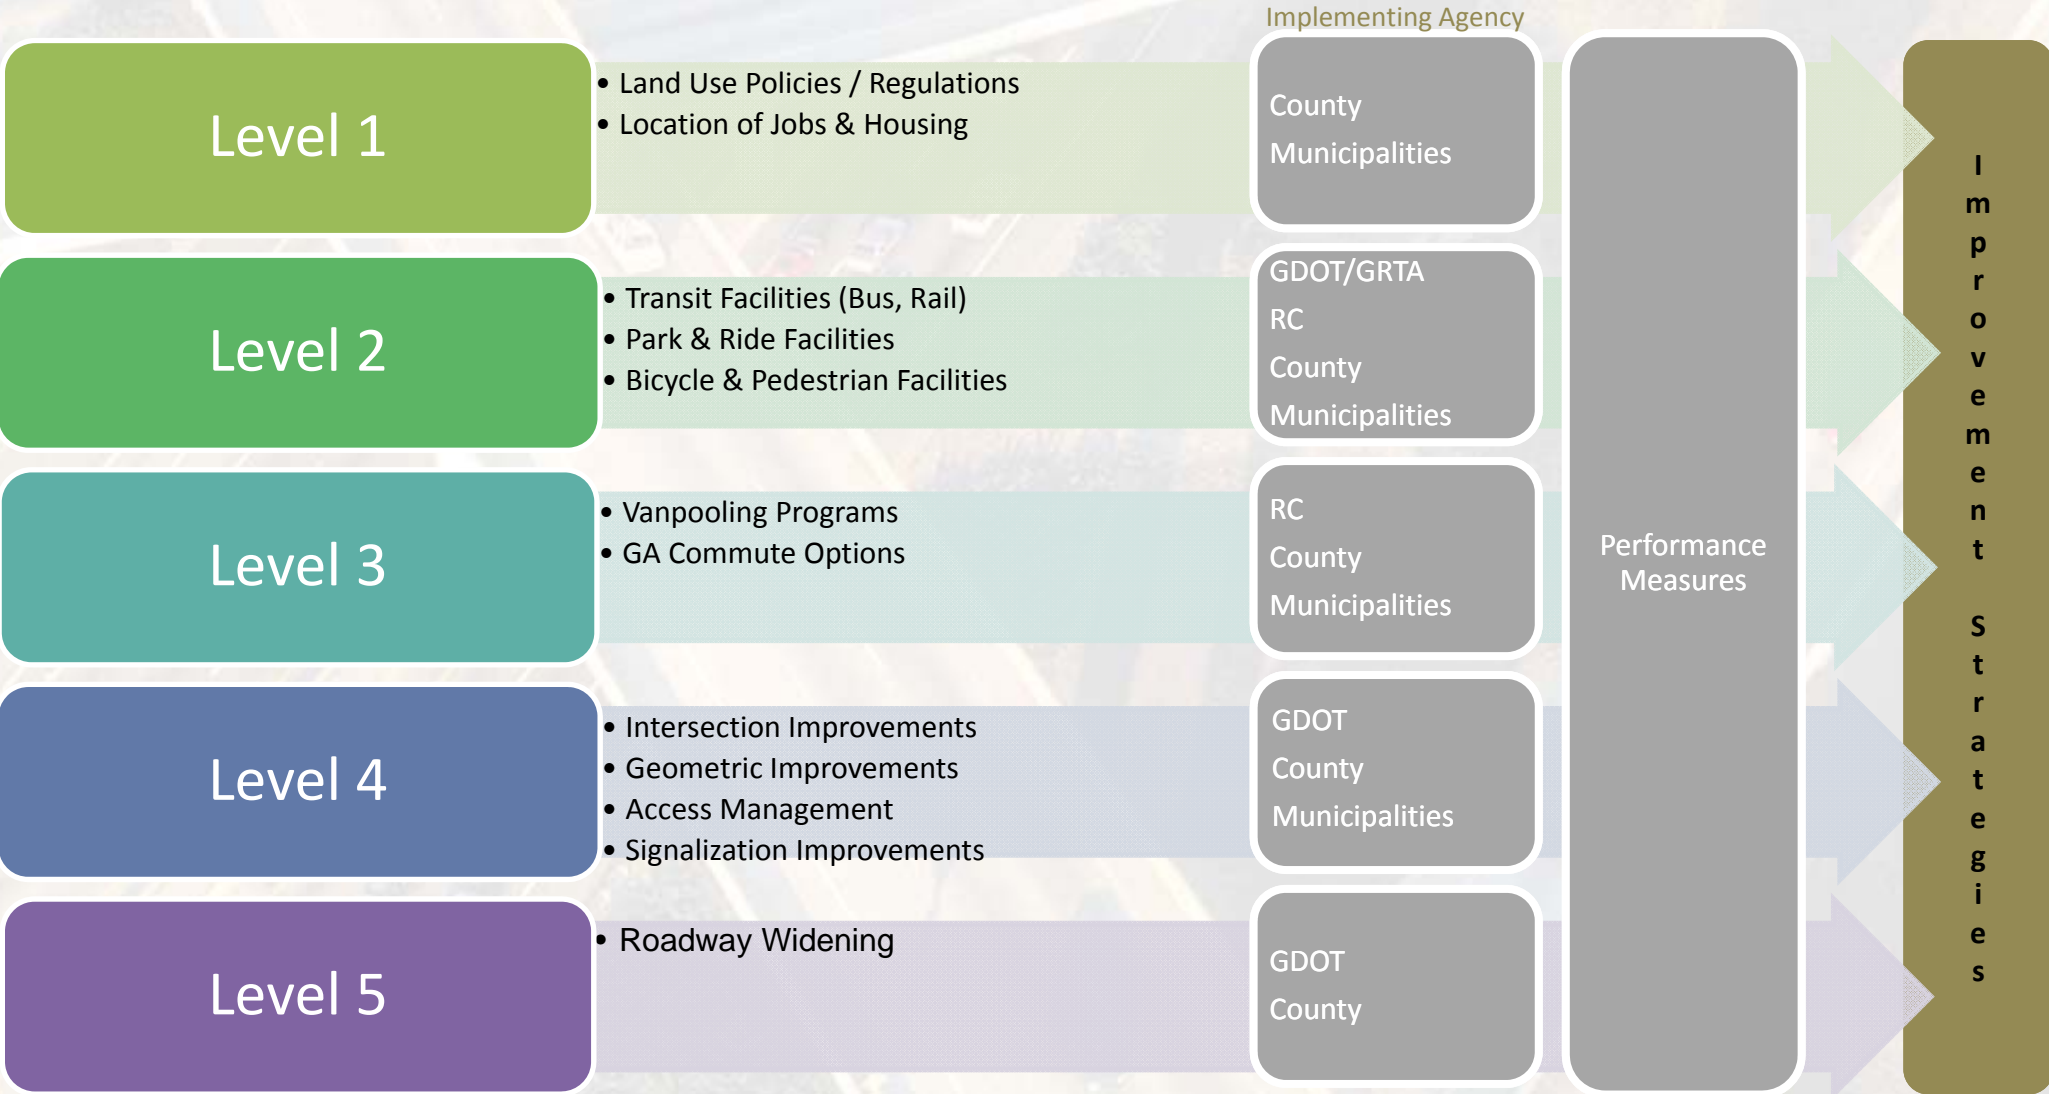 Implementing Agency
Level 1
• Land Use Policies / Regulations
• Location of Jobs & Housing
County
Municipalities
Level 2
• Transit Facilities (Bus, Rail)
• Park & Ride Facilities
• Bicycle & Pedestrian Facilities
GDOT/GRTA
RC
County
Municipalities
Level 3
• Vanpooling Programs
• GA Commute Options
RC
County
Municipalities
Level 4
• Intersection Improvements
• Geometric Improvements
• Access Management
• Signalization Improvements
GDOT
County
Municipalities
Level 5
• Roadway Widening
GDOT
County
Performance
Measures
Improvement Strategies